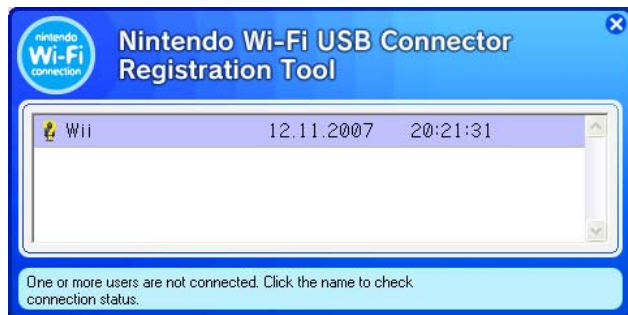 nintendo
Wi-Fi
connection
Nintendo Wi-Fi USB Connector
Registration Tool
Wii 12.11.2007 20:21:31
One or more users are not connected. Click the name to check
connection status.